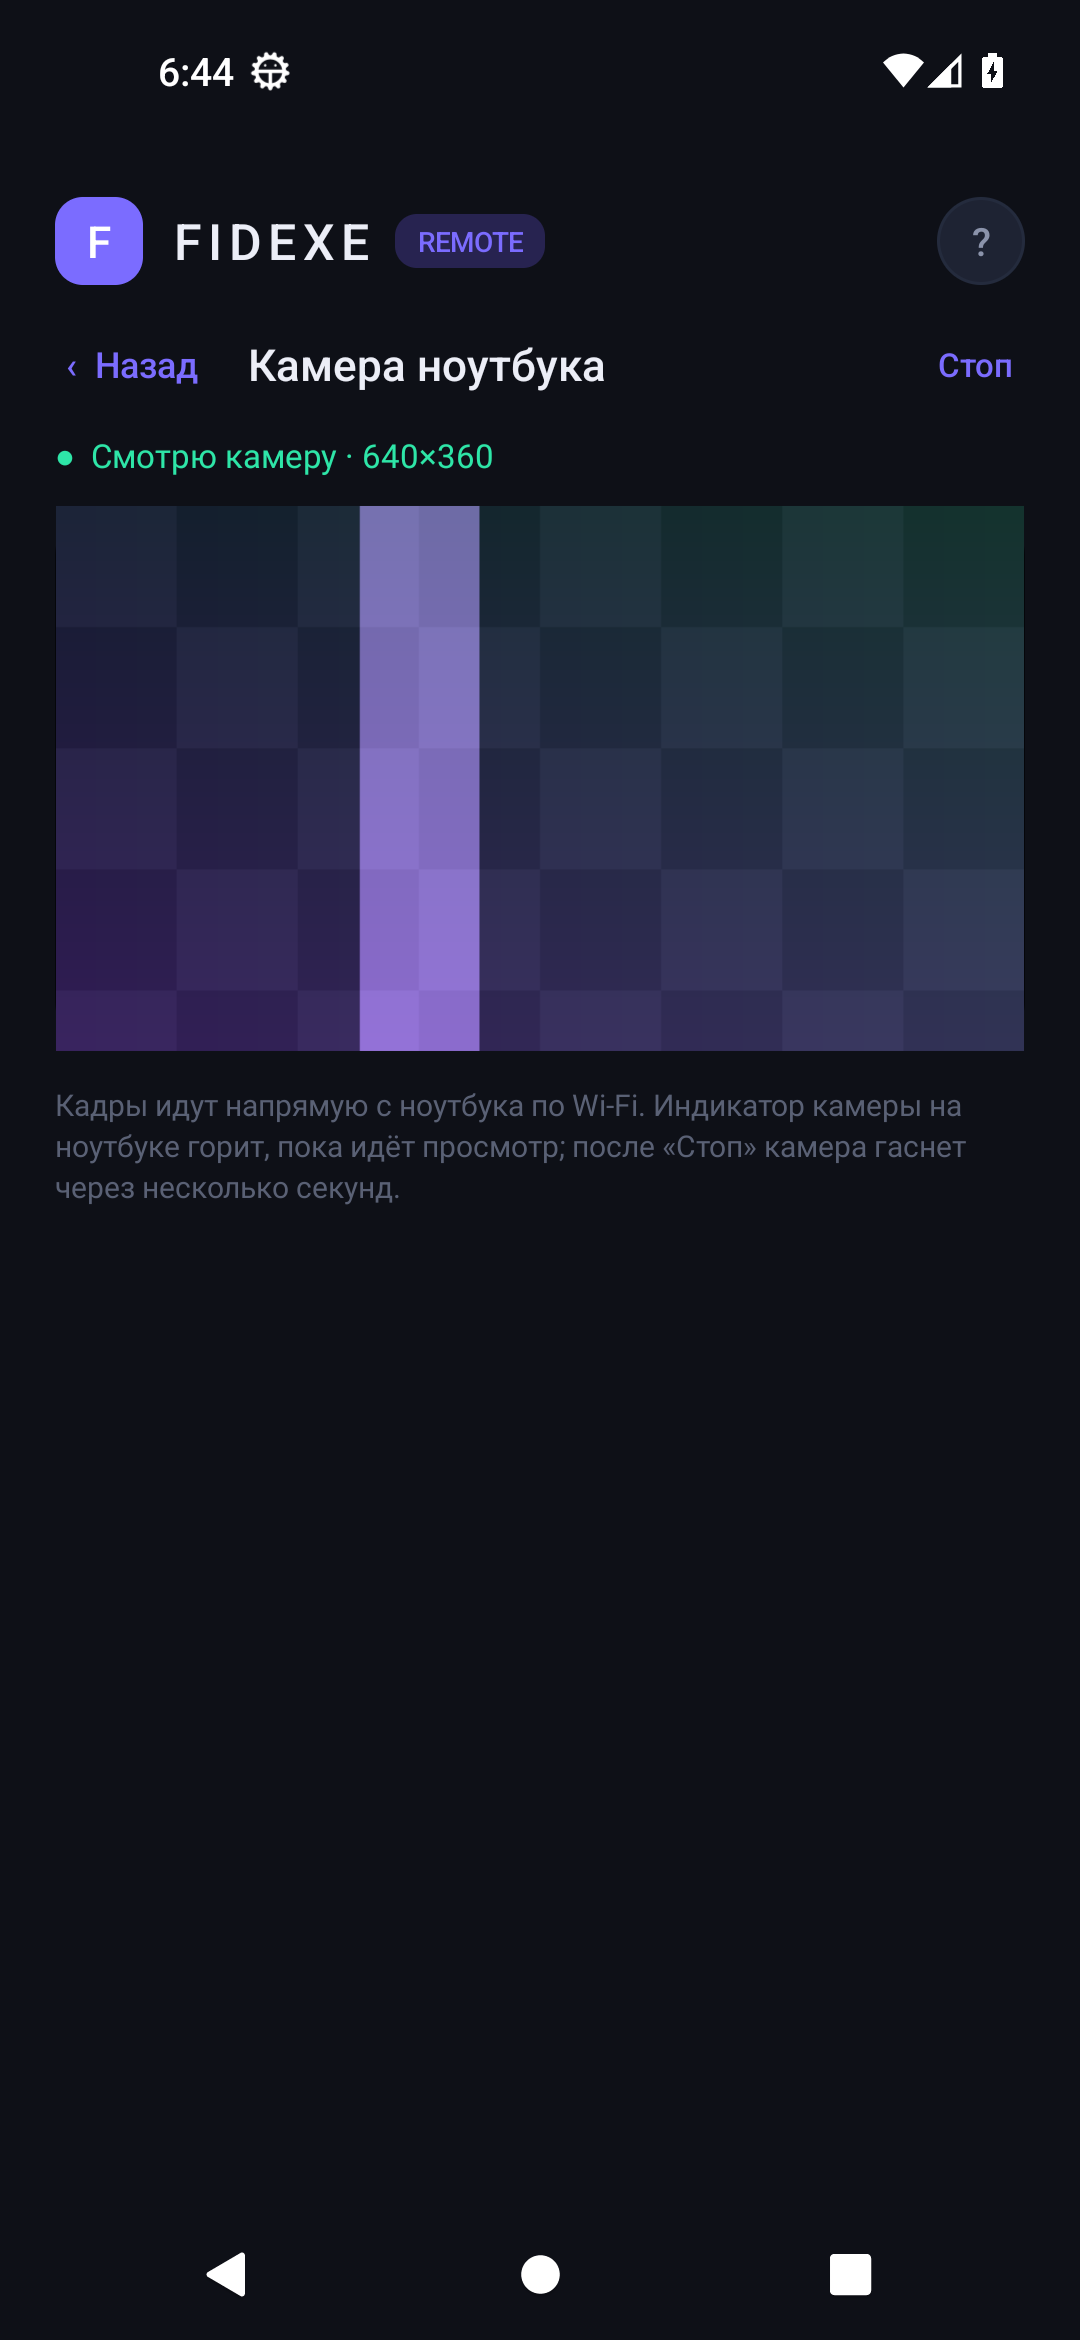 6:44
F FIDEXE REMOTE ?
‹ Назад Камера ноутбука Стоп
● Смотрю камеру · 640×360
Кадры идут напрямую с ноутбука по Wi-Fi. Индикатор камеры на
ноутбуке горит, пока идёт просмотр; после «Стоп» камера гаснет
через несколько секунд.